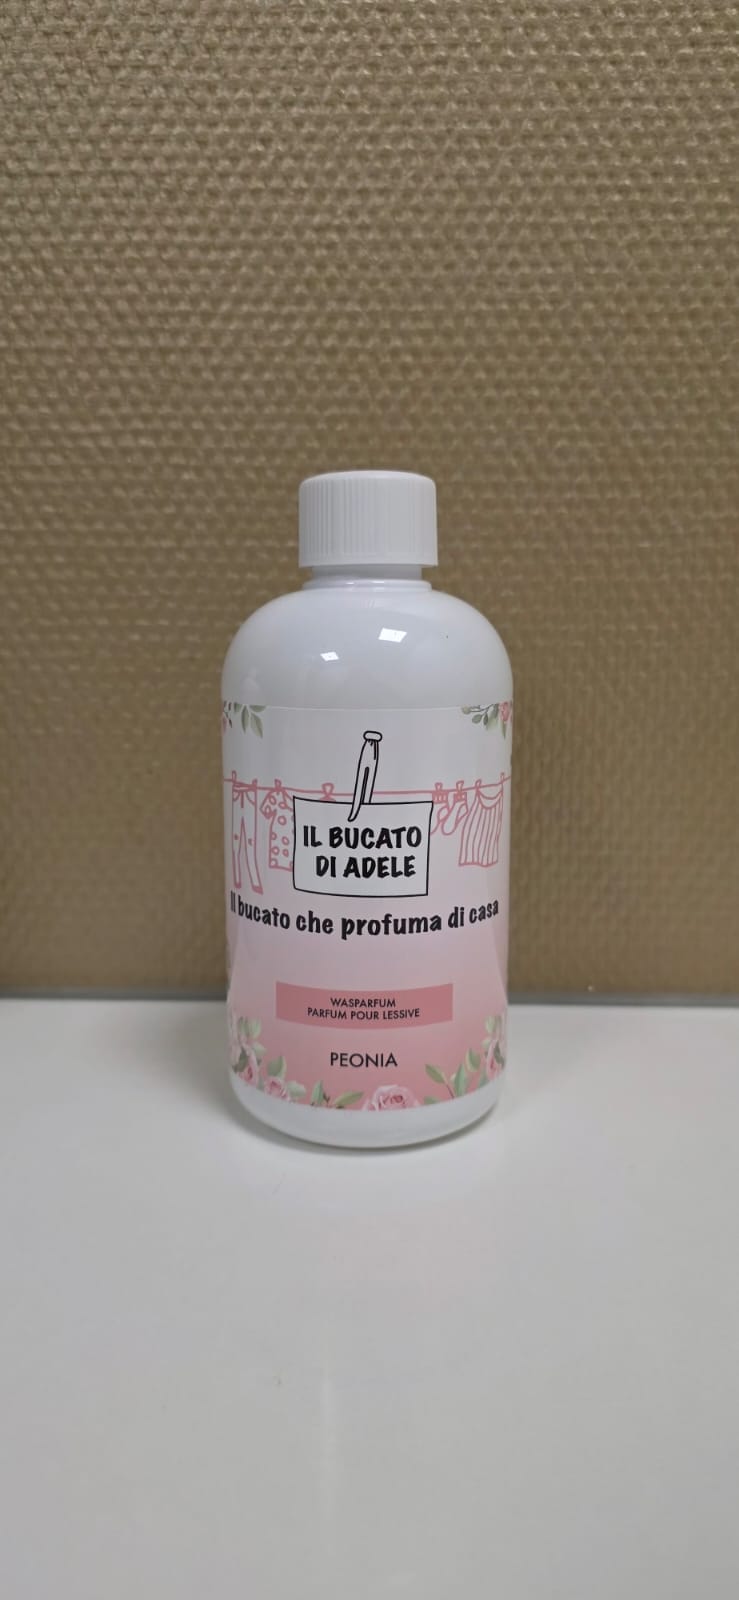 IL BUCATO
DI ADELE
Il bucato che profuma di casa
WASPARFUM
PARFUM POUR LESSIVE
PEONIA